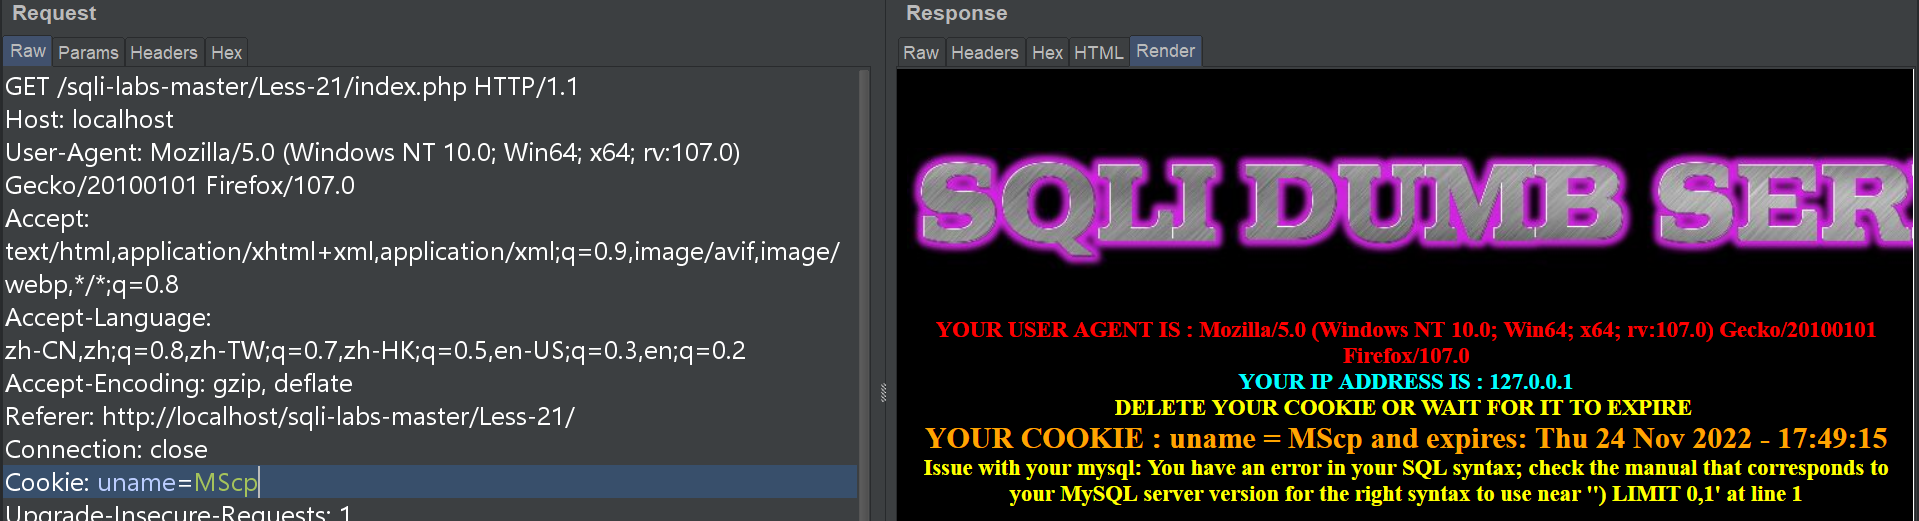 Request
Raw Params Headers Hex
GET /sqli-labs-master/Less-21/index.php HTTP/1.1
Host: localhost
User-Agent: Mozilla/5.0 (Windows NT 10.0; Win64; x64; rv:107.0)
Gecko/20100101 Firefox/107.0
Accept:
text/html,application/xhtml+xml,application/xml;q=0.9,image/avif,image/
webp,*/*;q=0.8
Accept-Language:
zh-CN,zh;q=0.8,zh-TW;q=0.7,zh-HK;q=0.5,en-US;q=0.3,en;q=0.2
Accept-Encoding: gzip, deflate
Referer: http://localhost/sqli-labs-master/Less-21/
Connection: close
Cookie: uname=MScp
Upgrade-Insecure-Requests: 1
Response
Raw Headers Hex HTML Render
SQLI DUMB SER
YOUR USER AGENT IS : Mozilla/5.0 (Windows NT 10.0; Win64; x64; rv:107.0) Gecko/20100101
Firefox/107.0
YOUR IP ADDRESS IS : 127.0.0.1
DELETE YOUR COOKIE OR WAIT FOR IT TO EXPIRE
YOUR COOKIE : uname = MScp and expires: Thu 24 Nov 2022 - 17:49:15
Issue with your mysql: You have an error in your SQL syntax; check the manual that corresponds to
your MySQL server version for the right syntax to use near '') LIMIT 0,1' at line 1